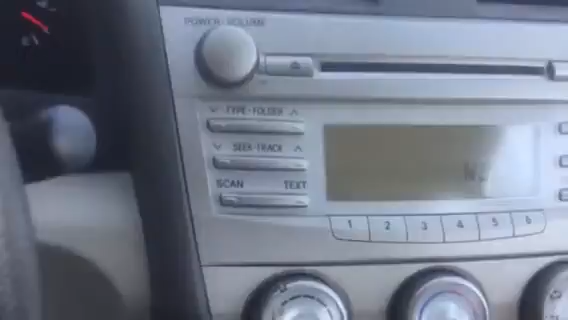 POWER·VOLUME
TYPE·FOLDER
SEEK·TRACK
SCAN TEXT
1 2 3 4 5 6